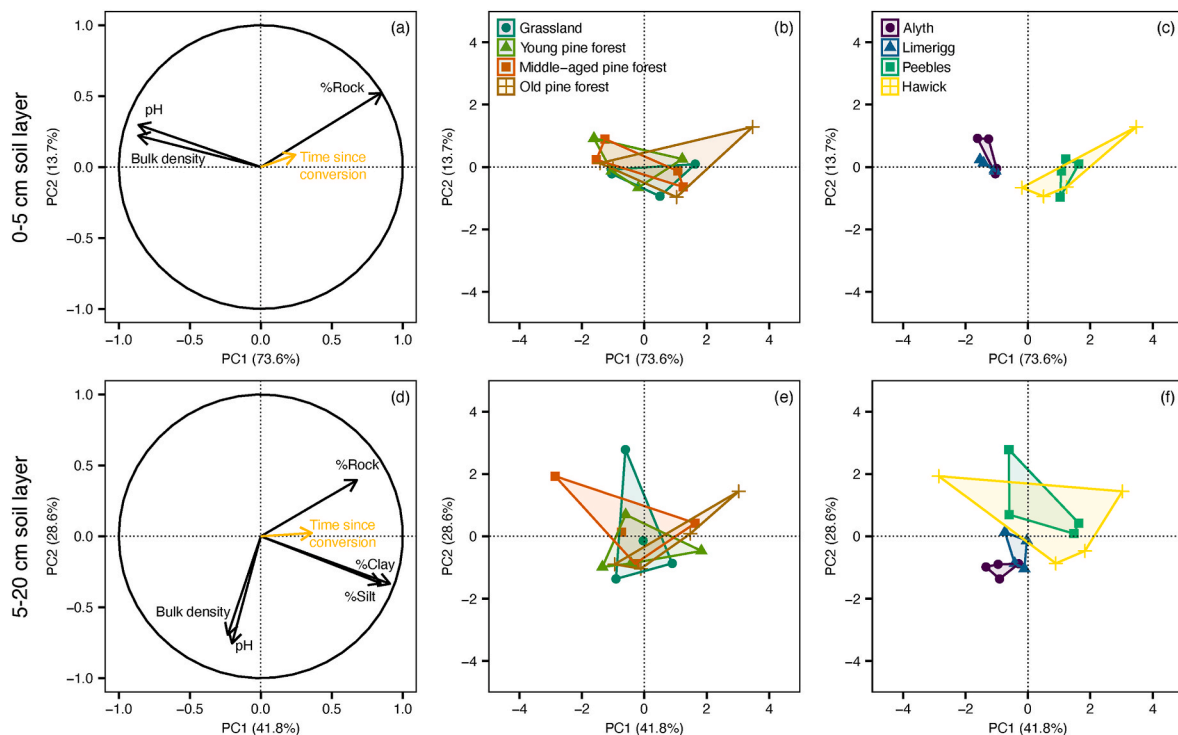 0-5 cm soil layer
(a)
PC2 (13.7%)
1.0
0.5
0.0
−0.5
−1.0
%Rock
pH
Bulk density
Time since
conversion
−1.0
−0.5
0.0
0.5
1.0
PC1 (73.6%)
(b)
Grassland
Young pine forest
Middle−aged pine forest
Old pine forest
PC2 (13.7%)
4
2
0
−2
−4
−4
−2
0
2
4
PC1 (73.6%)
(c)
Alyth
Limerigg
Peebles
Hawick
PC2 (13.7%)
4
2
0
−2
−4
−4
−2
0
2
4
PC1 (73.6%)
5-20 cm soil layer
(d)
PC2 (28.6%)
1.0
0.5
0.0
−0.5
−1.0
%Rock
Time since
conversion
%Clay
%Silt
Bulk density
pH
−1.0
−0.5
0.0
0.5
1.0
PC1 (41.8%)
(e)
PC2 (28.6%)
4
2
0
−2
−4
−4
−2
0
2
4
PC1 (41.8%)
(f)
PC2 (28.6%)
4
2
0
−2
−4
−4
−2
0
2
4
PC1 (41.8%)